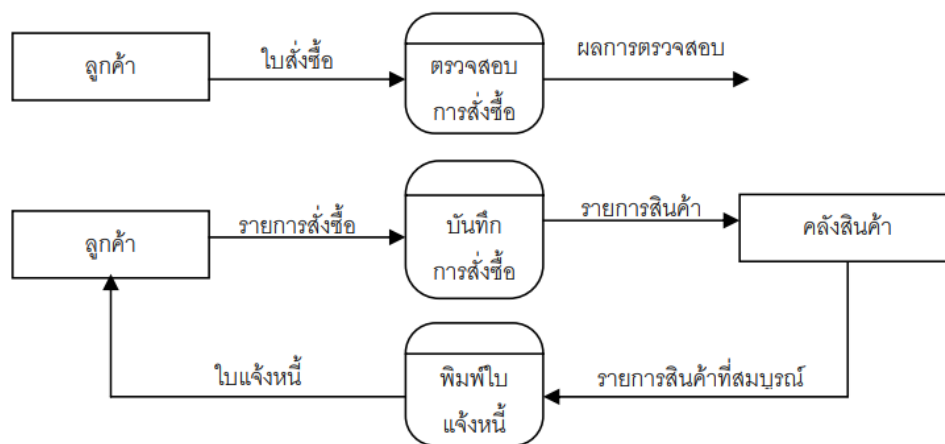 ลูกค้า
ใบสั่งซื้อ
ตรวจสอบ
การสั่งซื้อ
ผลการตรวจสอบ
ลูกค้า
รายการสั่งซื้อ
บันทึก
การสั่งซื้อ
รายการสินค้า
คลังสินค้า
ใบแจ้งหนี้
พิมพ์ใบ
แจ้งหนี้
รายการสินค้าที่สมบูรณ์